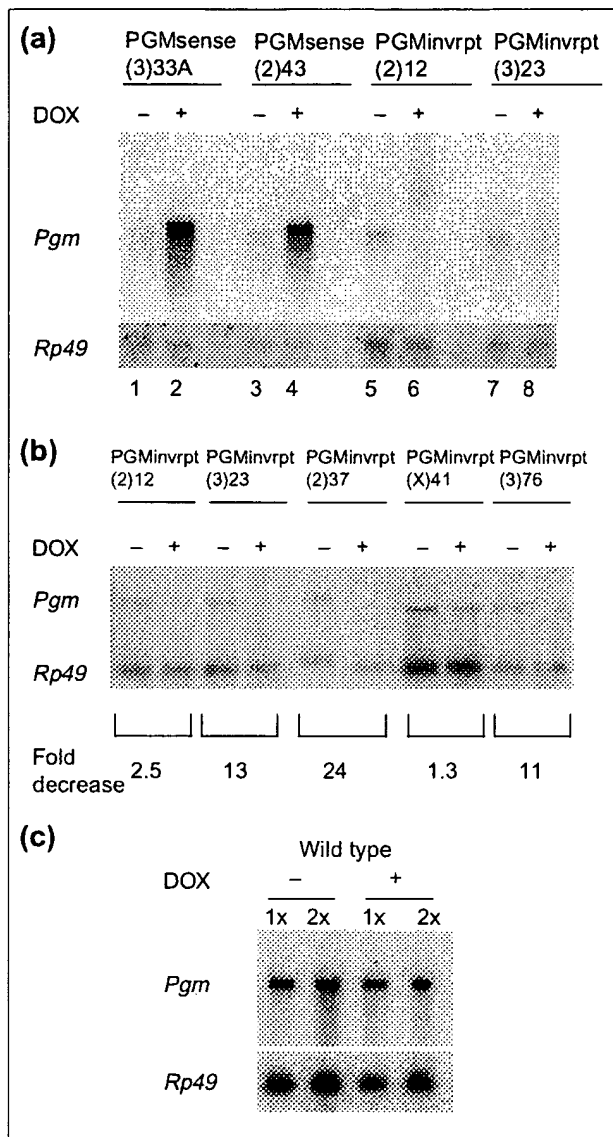 (a)
PGMsense PGMsense PGMinvrpt PGMinvrpt
(3)33A (2)43 (2)12 (3)23
DOX – + – + – + – +
Pgm
Rp49
1 2 3 4 5 6 7 8
(b)
PGMinvrpt PGMinvrpt PGMinvrpt PGMinvrpt PGMinvrpt
(2)12 (3)23 (2)37 (X)41 (3)76
DOX – + – + – + – + – +
Pgm
Rp49
Fold
decrease 2.5 13 24 1.3 11
(c)
Wild type
DOX – +
1x 2x 1x 2x
Pgm
Rp49